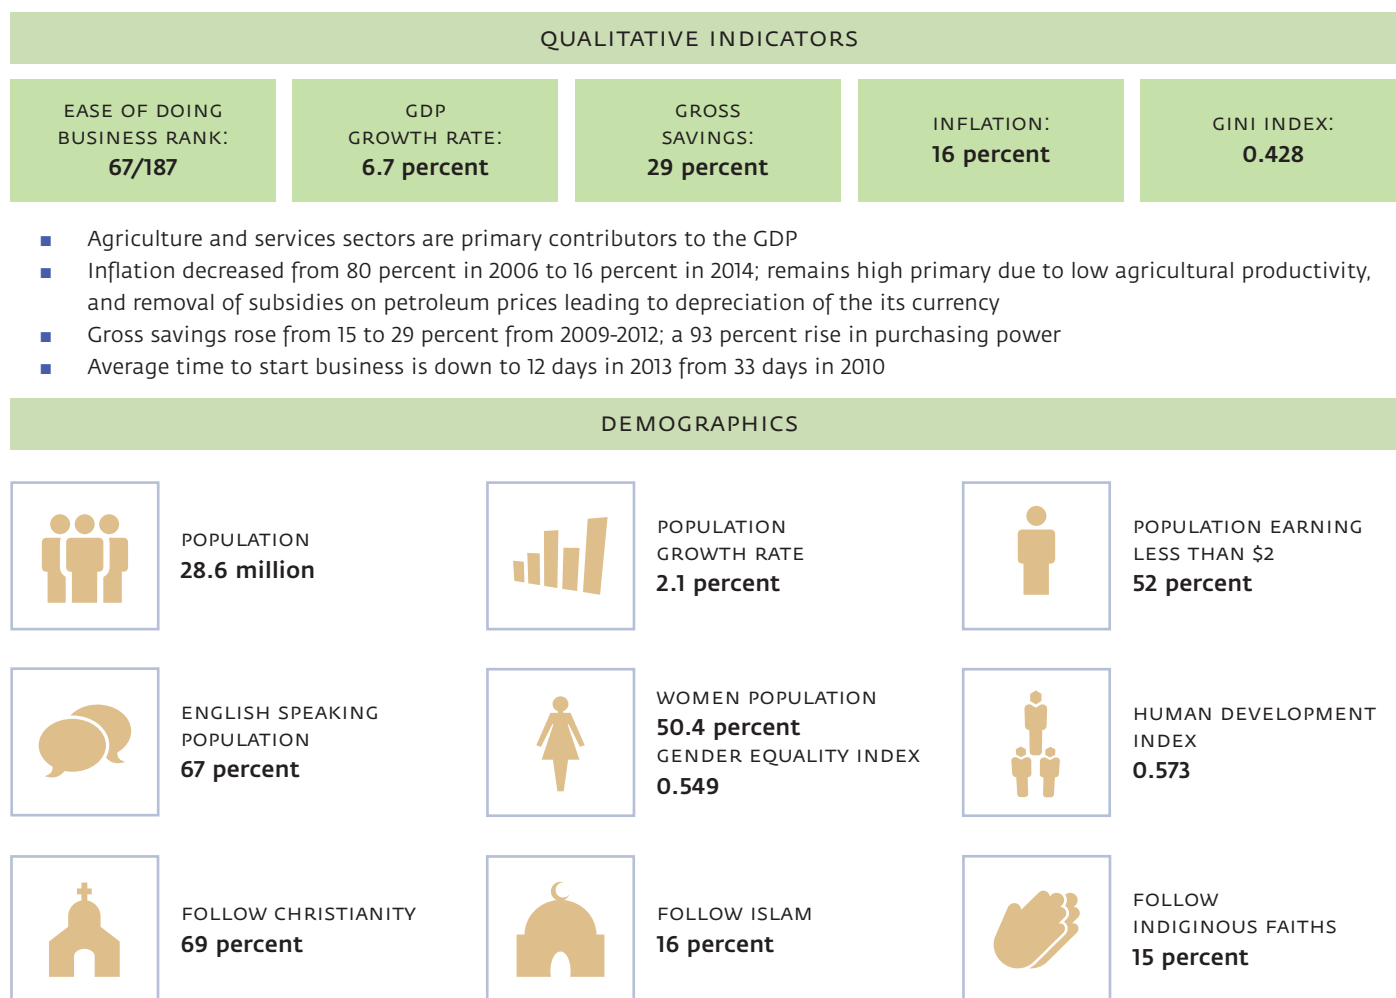 QUALITATIVE INDICATORS
EASE OF DOING
BUSINESS RANK:
67/187
GDP
GROWTH RATE:
6.7 percent
GROSS
SAVINGS:
29 percent
INFLATION:
16 percent
GINI INDEX:
0.428
■ Agriculture and services sectors are primary contributors to the GDP
■ Inflation decreased from 80 percent in 2006 to 16 percent in 2014; remains high primary due to low agricultural productivity,
and removal of subsidies on petroleum prices leading to depreciation of the its currency
■ Gross savings rose from 15 to 29 percent from 2009-2012; a 93 percent rise in purchasing power
■ Average time to start business is down to 12 days in 2013 from 33 days in 2010
DEMOGRAPHICS
POPULATION
28.6 million
POPULATION
GROWTH RATE
2.1 percent
POPULATION EARNING
LESS THAN $2
52 percent
ENGLISH SPEAKING
POPULATION
67 percent
WOMEN POPULATION
50.4 percent
GENDER EQUALITY INDEX
0.549
HUMAN DEVELOPMENT
INDEX
0.573
FOLLOW CHRISTIANITY
69 percent
FOLLOW ISLAM
16 percent
FOLLOW
INDIGINOUS FAITHS
15 percent